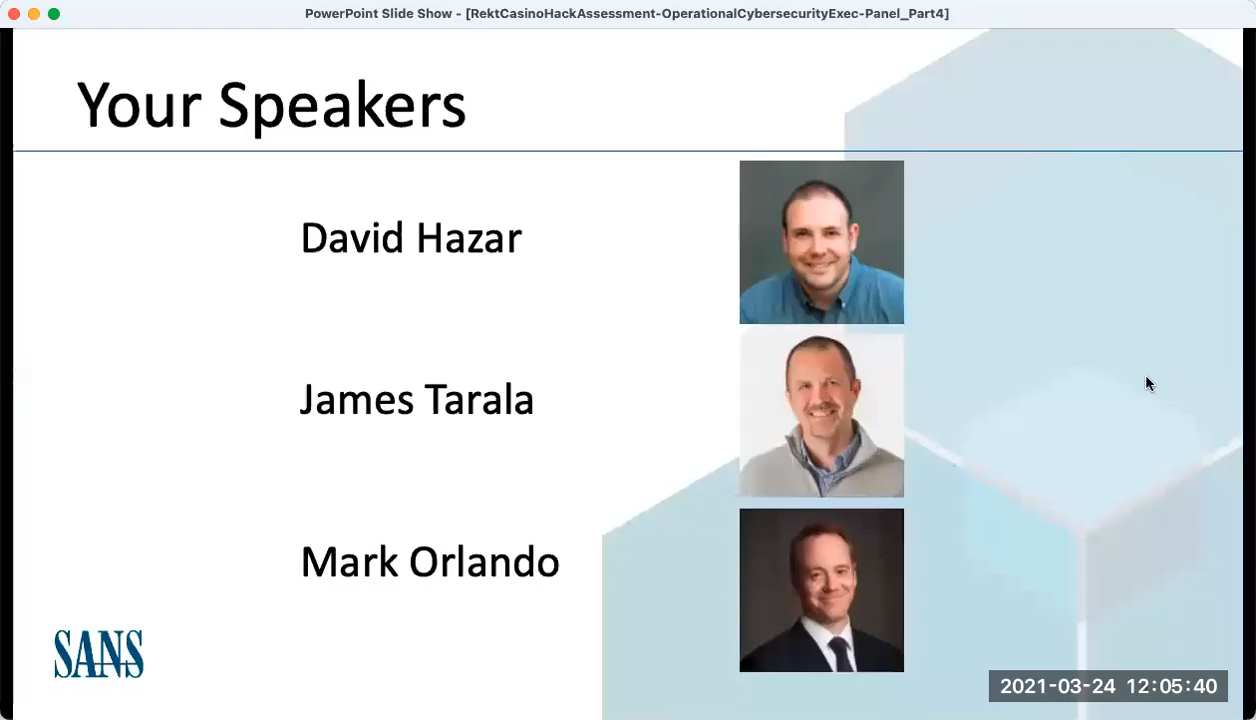 PowerPoint Slide Show - [RektCasinoHackAssessment-OperationalCybersecurityExec-Panel_Part4]
Your Speakers
David Hazar
James Tarala
Mark Orlando
SANS
2021-03-24 12:05:40